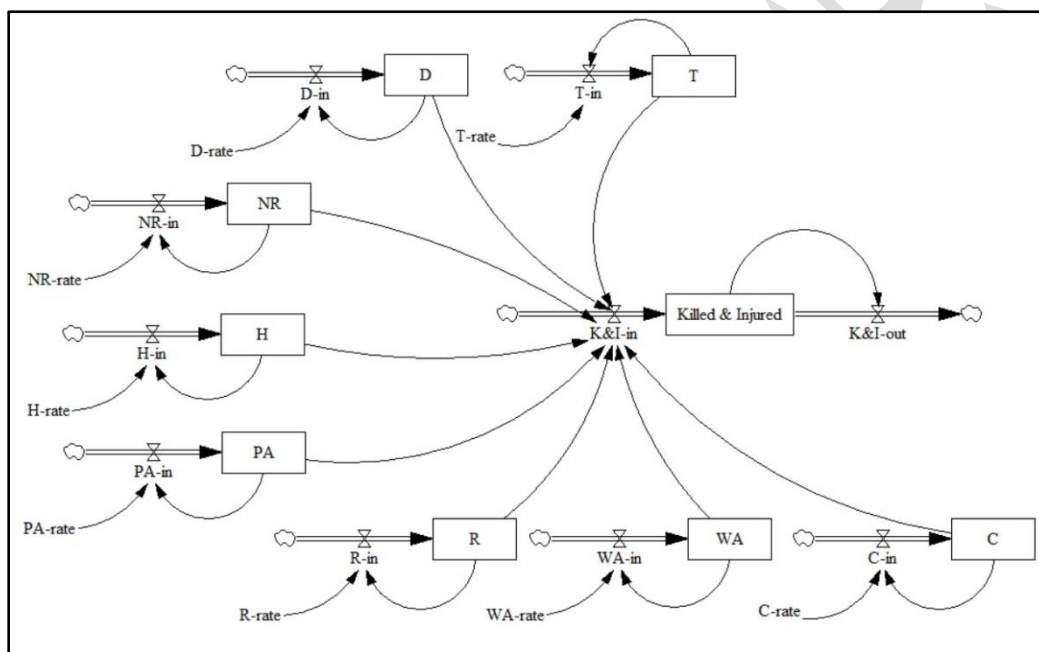 D
D-in
D-rate
T
T-in
T-rate
NR
NR-in
NR-rate
H
H-in
H-rate
Killed & Injured
K&I-in
K&I-out
PA
PA-in
PA-rate
R
R-in
R-rate
WA
WA-in
WA-rate
C
C-in
C-rate